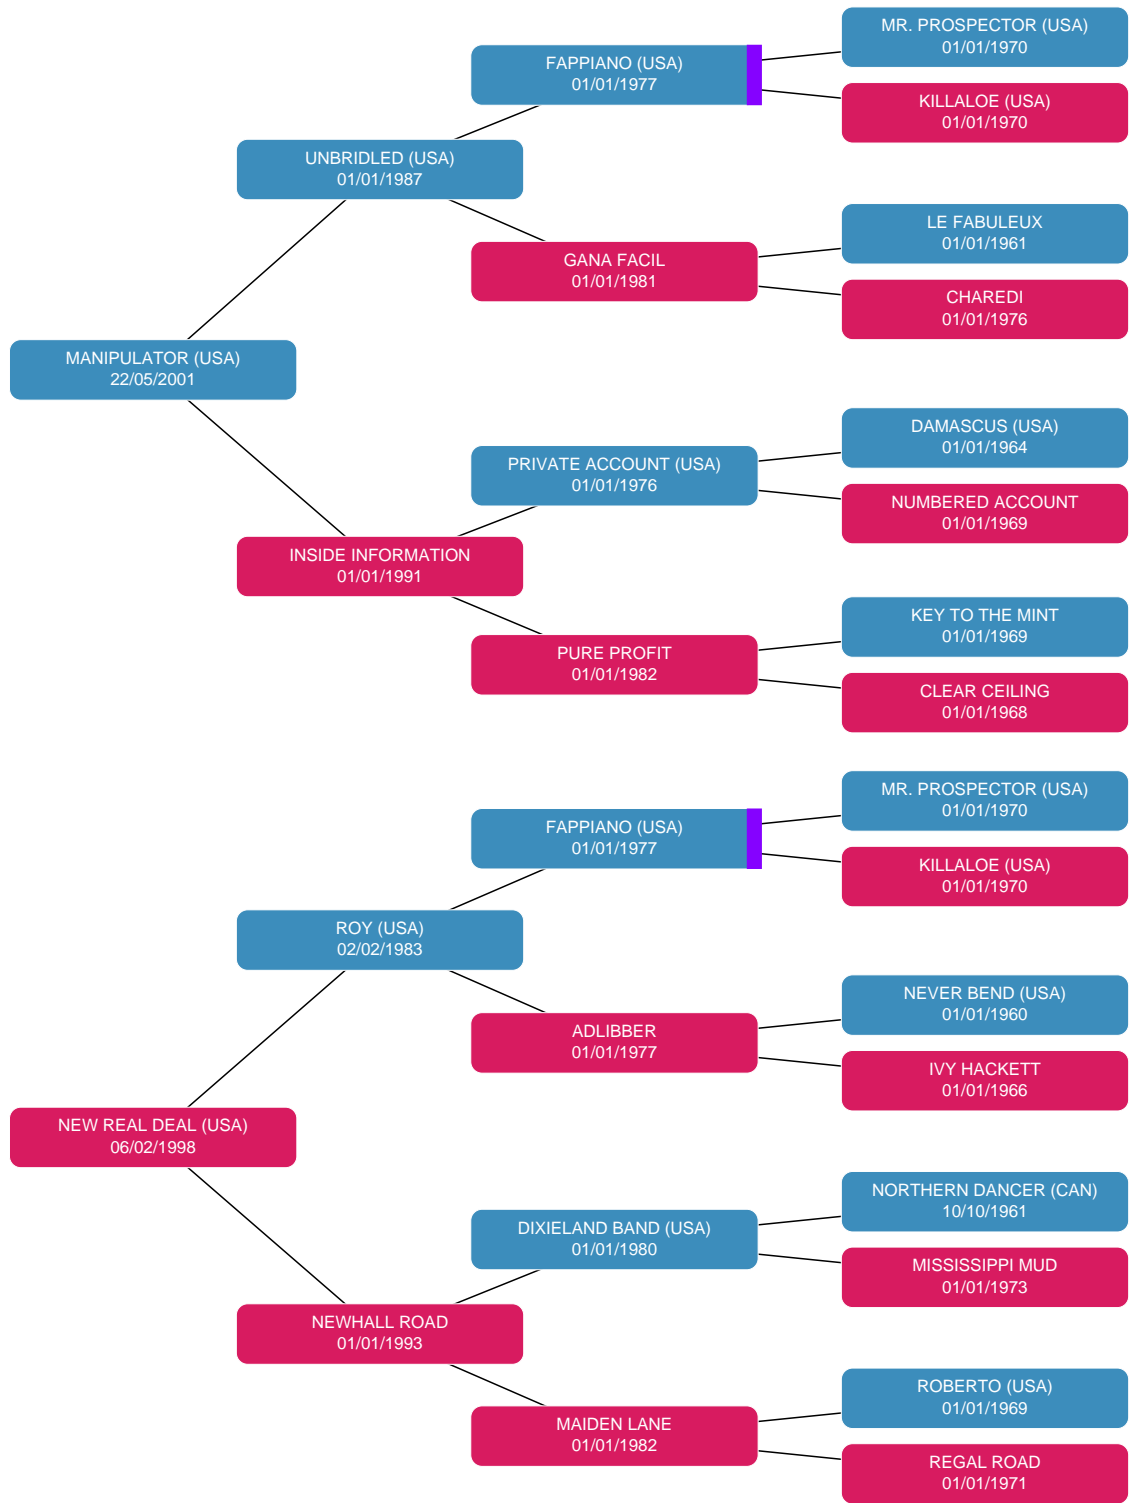 MR. PROSPECTOR (USA)
01/01/1970
FAPPIANO (USA)
01/01/1977
KILLALOE (USA)
01/01/1970
UNBRIDLED (USA)
01/01/1987
LE FABULEUX
01/01/1961
GANA FACIL
01/01/1981
CHAREDI
01/01/1976
MANIPULATOR (USA)
22/05/2001
DAMASCUS (USA)
01/01/1964
PRIVATE ACCOUNT (USA)
01/01/1976
NUMBERED ACCOUNT
01/01/1969
INSIDE INFORMATION
01/01/1991
KEY TO THE MINT
01/01/1969
PURE PROFIT
01/01/1982
CLEAR CEILING
01/01/1968
MR. PROSPECTOR (USA)
01/01/1970
FAPPIANO (USA)
01/01/1977
KILLALOE (USA)
01/01/1970
ROY (USA)
02/02/1983
NEVER BEND (USA)
01/01/1960
ADLIBBER
01/01/1977
IVY HACKETT
01/01/1966
NEW REAL DEAL (USA)
06/02/1998
NORTHERN DANCER (CAN)
10/10/1961
DIXIELAND BAND (USA)
01/01/1980
MISSISSIPPI MUD
01/01/1973
NEWHALL ROAD
01/01/1993
ROBERTO (USA)
01/01/1969
MAIDEN LANE
01/01/1982
REGAL ROAD
01/01/1971